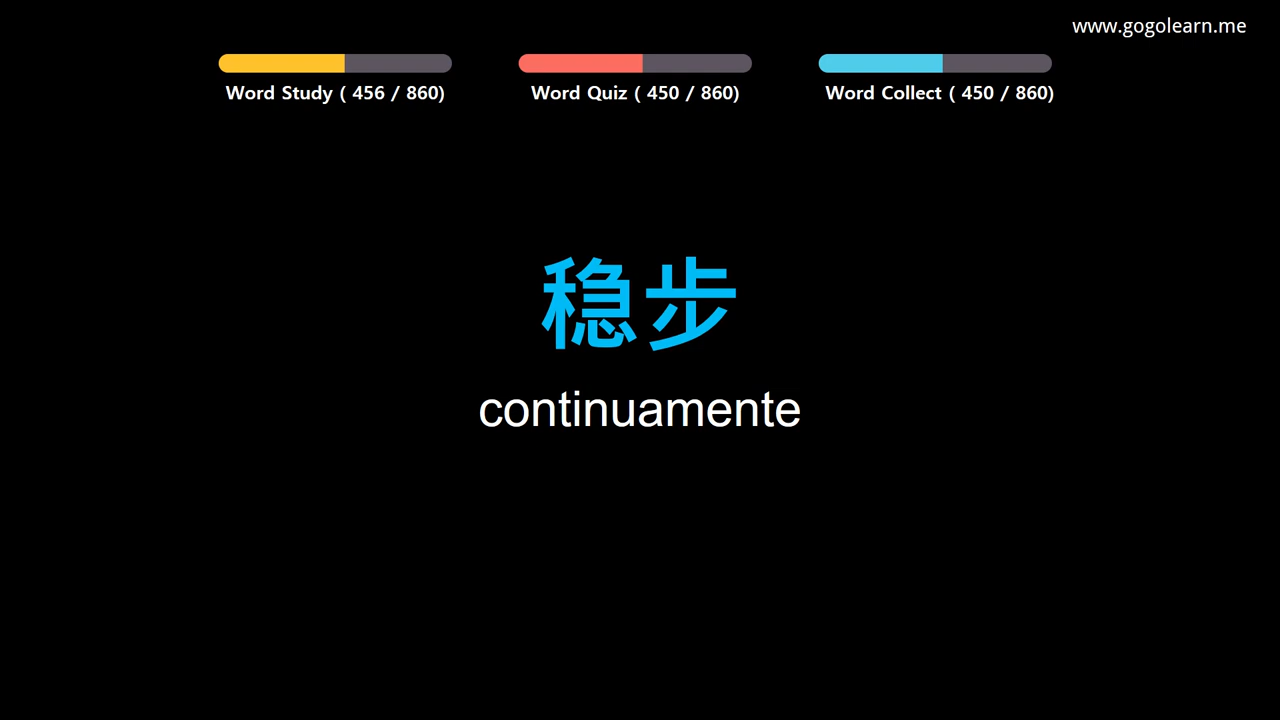 www.gogolearn.me
Word Study ( 456 / 860)
Word Quiz ( 450 / 860)
Word Collect ( 450 / 860)
稳步
continuamente